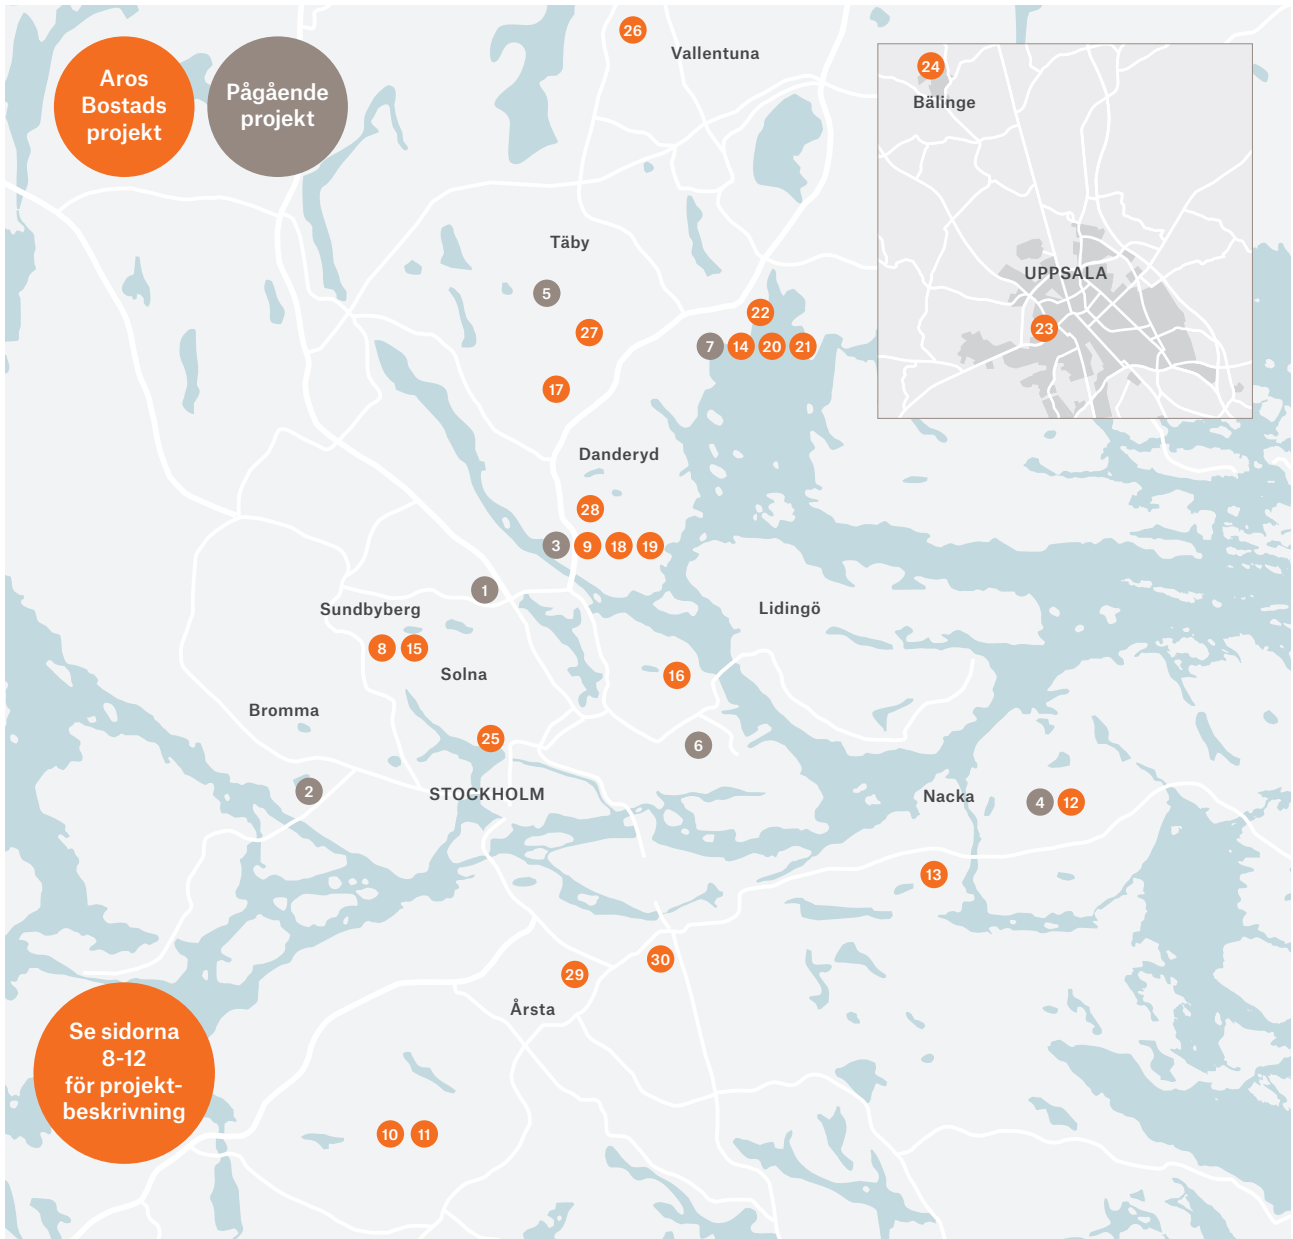 Aros
Bostads
projekt
Pågående
projekt
26
Vallentuna
24
Bälinge
UPPSALA
23
Täby
5
27
17
22
7 14 20 21
Danderyd
28
3 9 18 19
1
Sundbyberg
8 15
Solna
Lidingö
16
Bromma
25
6
2
STOCKHOLM
Nacka
4 12
13
30
29
Årsta
Se sidorna
8-12
för projekt-
beskrivning
10 11